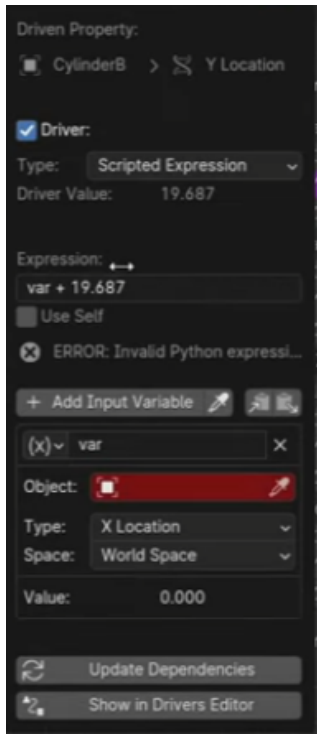 Driven Property:
CylinderB > Y Location
Driver:
Type: Scripted Expression
Driver Value: 19.687
Expression:
var + 19.687
Use Self
ERROR: Invalid Python expressi...
+ Add Input Variable
(x) var
Object:
Type: X Location
Space: World Space
Value: 0.000
Update Dependencies
Show in Drivers Editor